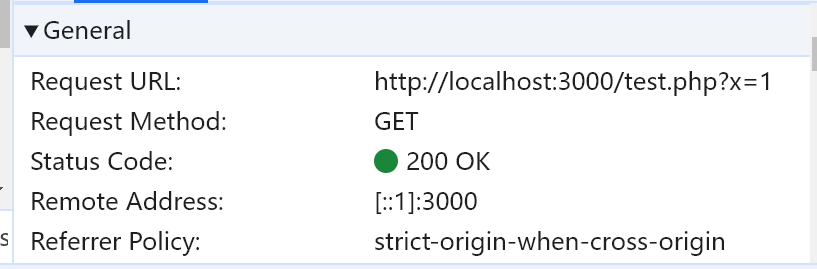 ▼ General
Request URL: http://localhost:3000/test.php?x=1
Request Method: GET
Status Code: 200 OK
Remote Address: [::1]:3000
Referrer Policy: strict-origin-when-cross-origin